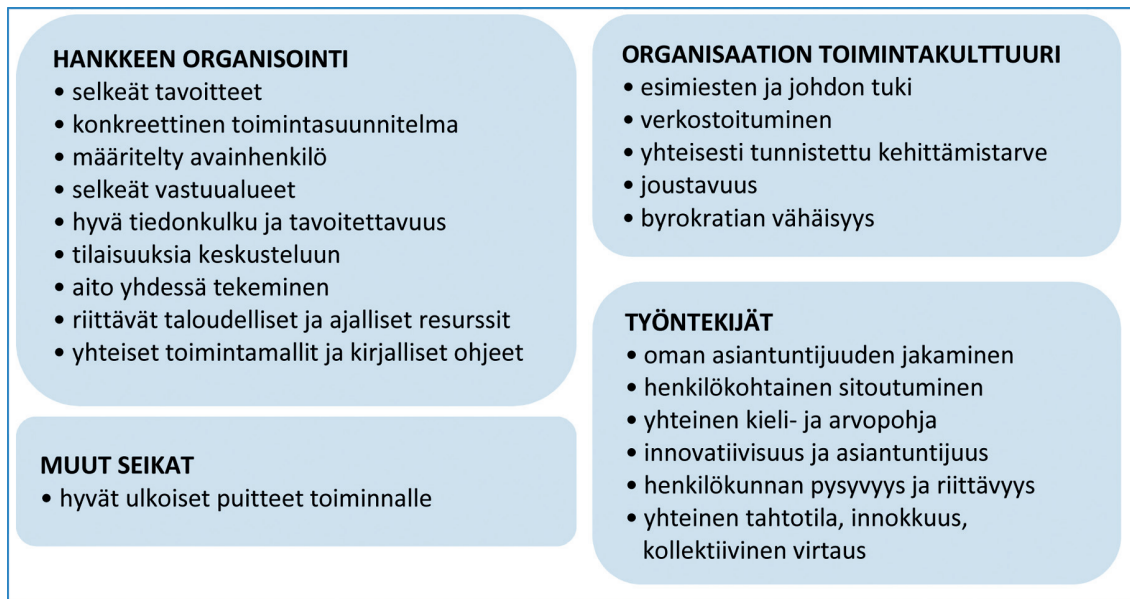 HANKKEEN ORGANISOINTI
• selkeät tavoitteet
• konkreettinen toimintasuunnitelma
• määritelty avainhenkilö
• selkeät vastuualueet
• hyvä tiedonkulku ja tavoitettavuus
• tilaisuuksia keskusteluun
• aito yhdessä tekeminen
• riittävät taloudelliset ja ajalliset resurssit
• yhteiset toimintamallit ja kirjalliset ohjeet
MUUT SEIKAT
• hyvät ulkoiset puitteet toiminnalle
ORGANISAATION TOIMINTAKULTTUURI
• esimiesten ja johdon tuki
• verkostoituminen
• yhteisesti tunnistettu kehittämistarve
• joustavuus
• byrokratian vähäisyys
TYÖNTEKIJÄT
• oman asiantuntijuuden jakaminen
• henkilökohtainen sitoutuminen
• yhteinen kieli- ja arvopohja
• innovatiivisuus ja asiantuntijuus
• henkilökunnan pysyvyys ja riittävyys
• yhteinen tahtotila, innokkuus,
kollektiivinen virtaus